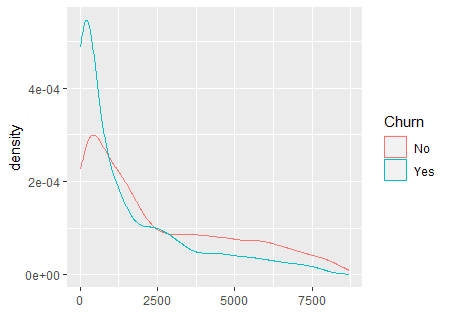 density
4e-04
2e-04
0e+00
0
2500
5000
7500
Churn
No
Yes